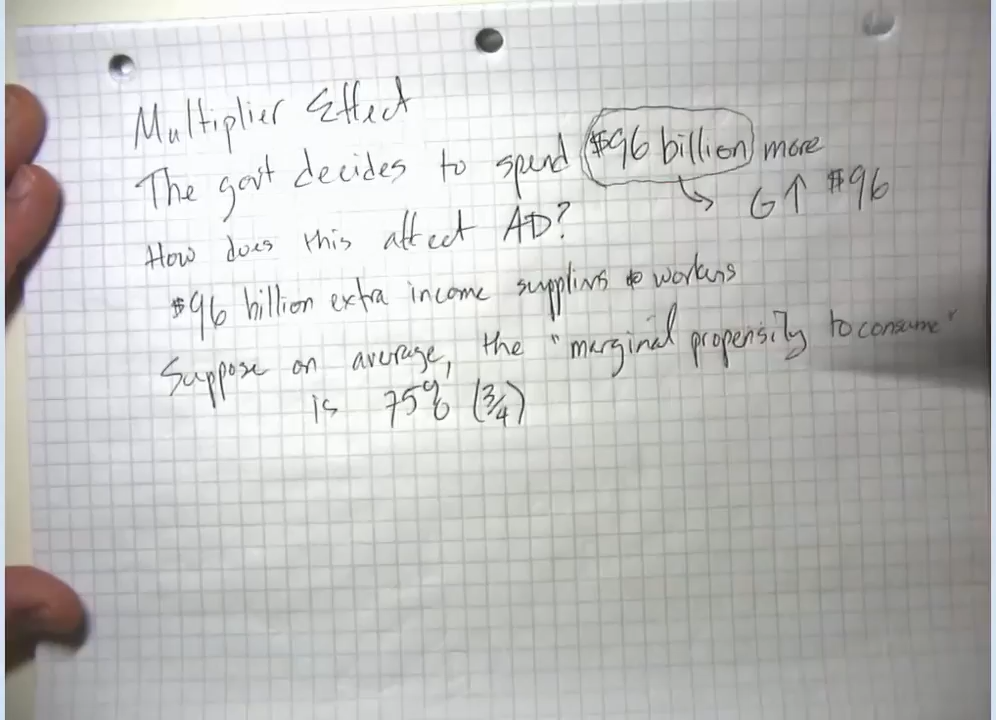 Multiplier Effect
The govt decides to spend $96 billion more
G↑ $96
How does this affect AD?
$96 billion extra income suppliers & workers
Suppose on average, the "marginal propensity to consume"
is 75% (3/4)